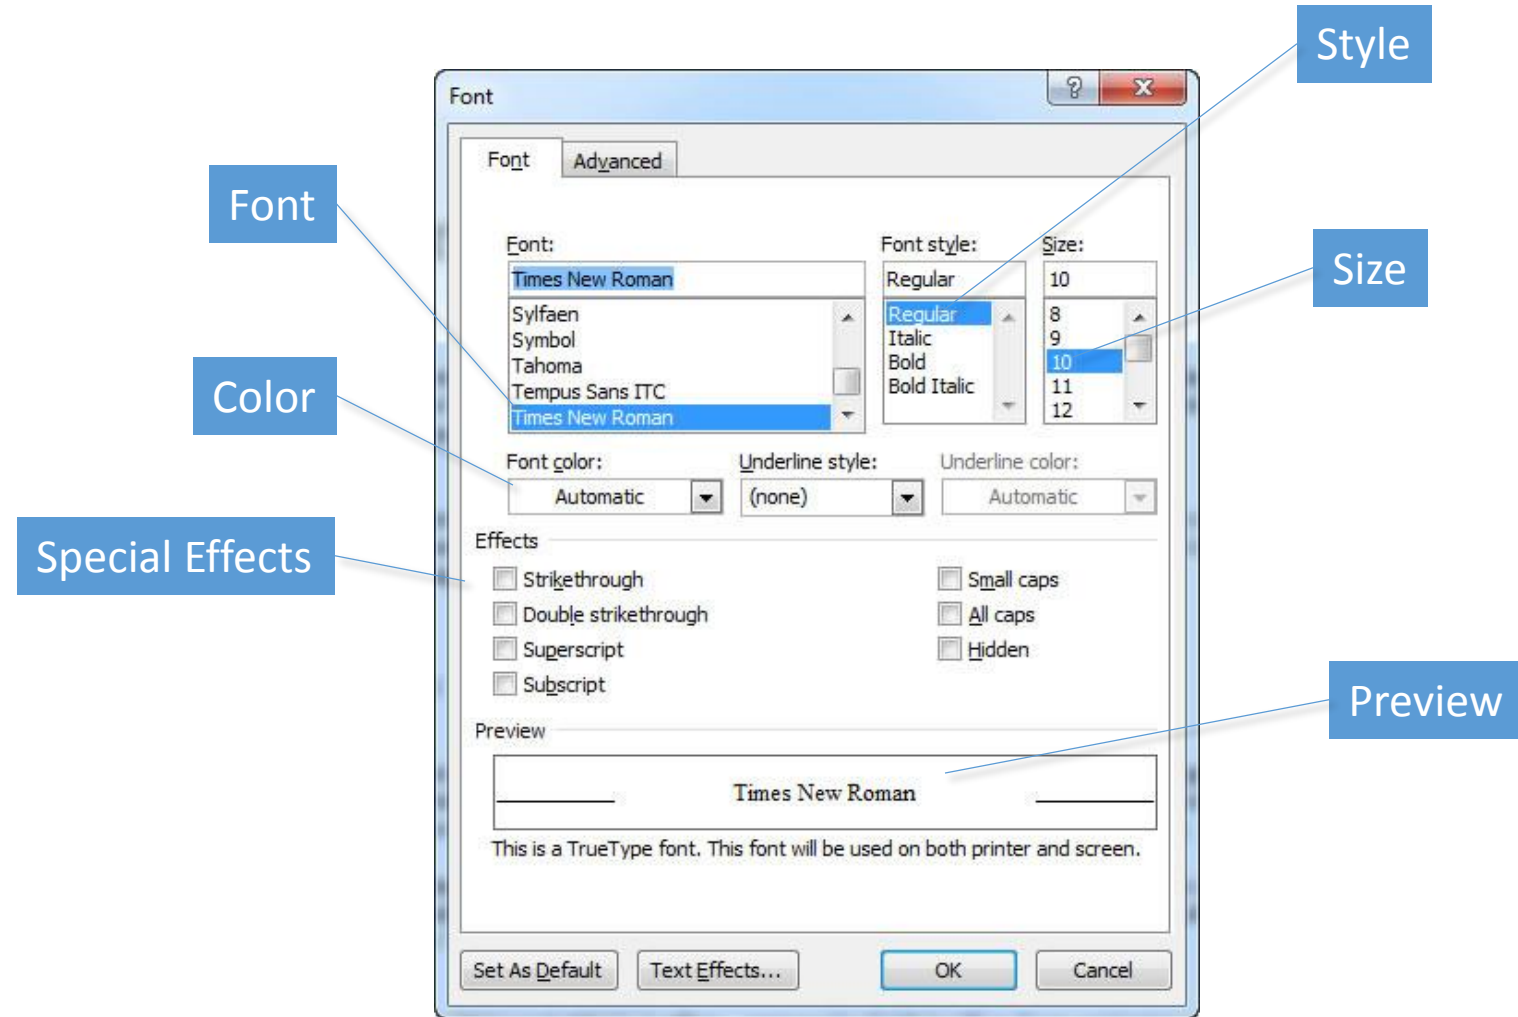 Style
Font
Font Advanced
Font
Font: Font style: Size:
Size
Times New Roman Regular 10
Sylfaen Regular 8
Symbol Italic 9
Tahoma Bold 10
Tempus Sans ITC Bold Italic 11
Times New Roman 12
Color
Font color: Underline style: Underline color:
Automatic (none) Automatic
Effects
Special Effects
Strikethrough Small caps
Double strikethrough All caps
Superscript Hidden
Subscript
Preview
Preview
Times New Roman
This is a TrueType font. This font will be used on both printer and screen.
Set As Default Text Effects... OK Cancel